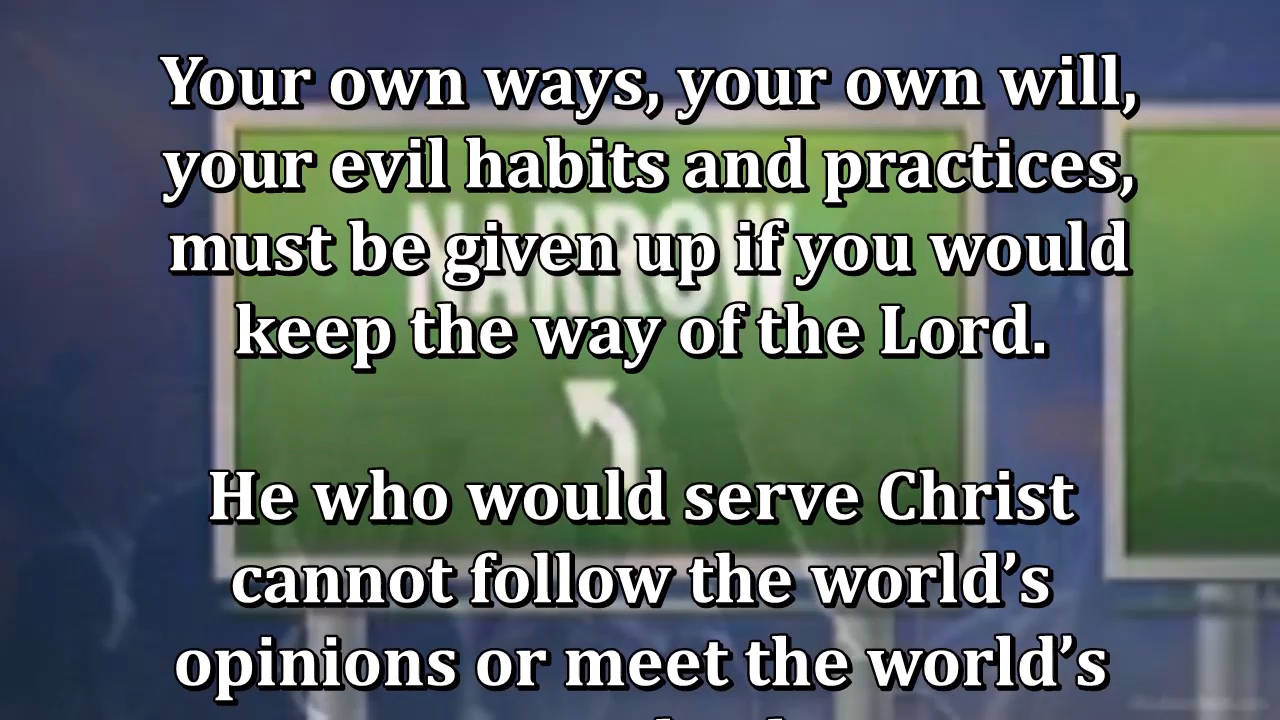 Your own ways, your own will,
your evil habits and practices,
must be given up if you would
keep the way of the Lord.
He who would serve Christ
cannot follow the world’s
opinions or meet the world’s
NARROW